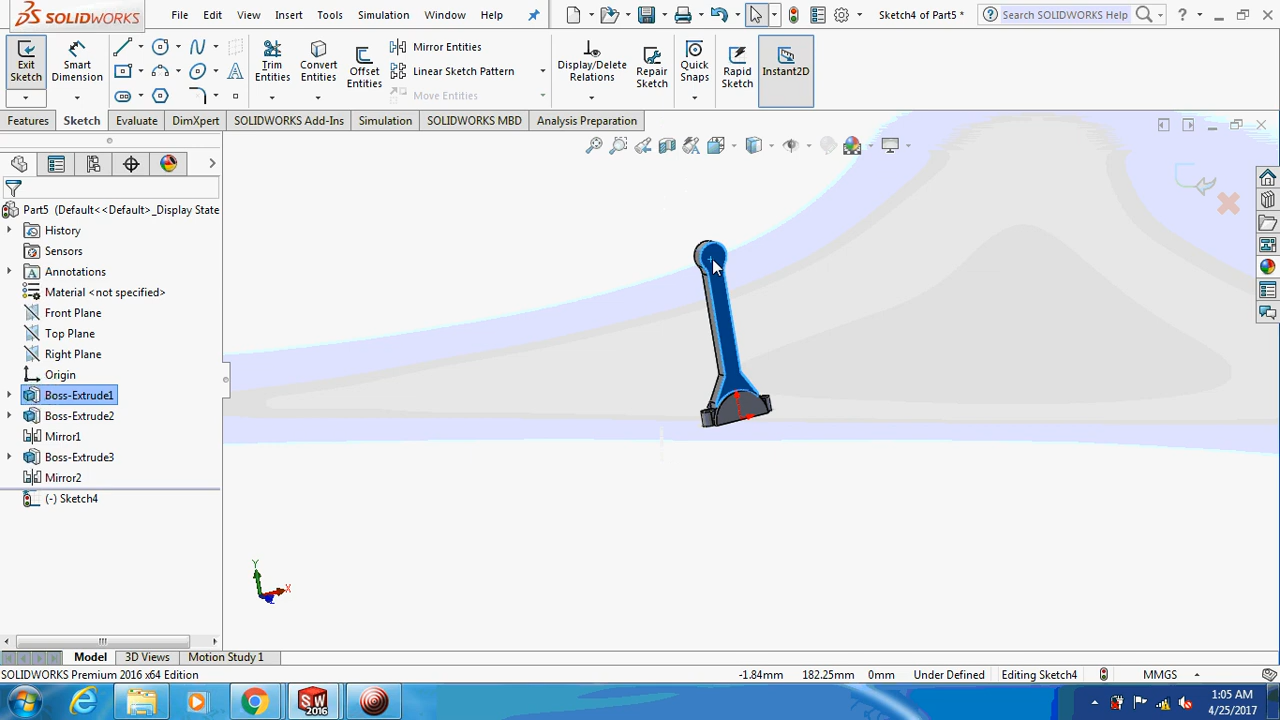 SOLIDWORKS File Edit View Insert Tools Simulation Window Help Sketch4 of Part5 * Search SOLIDWORKS Help
Exit Sketch Smart Dimension Trim Entities Convert Entities Offset Entities Mirror Entities Linear Sketch Pattern Move Entities Display/Delete Relations Repair Sketch Quick Snaps Rapid Sketch Instant2D
Features Sketch Evaluate DimXpert SOLIDWORKS Add-Ins Simulation SOLIDWORKS MBD Analysis Preparation
Part5 (Default<<Default>_Display State
History
Sensors
Annotations
Material <not specified>
Front Plane
Top Plane
Right Plane
Origin
Boss-Extrude1
Boss-Extrude2
Mirror1
Boss-Extrude3
Mirror2
(-) Sketch4
Y
X
Z
Model 3D Views Motion Study 1
SOLIDWORKS Premium 2016 x64 Edition -1.84mm 182.25mm 0mm Under Defined Editing Sketch4 MMGS
SW 2016
1:05 AM
4/25/2017